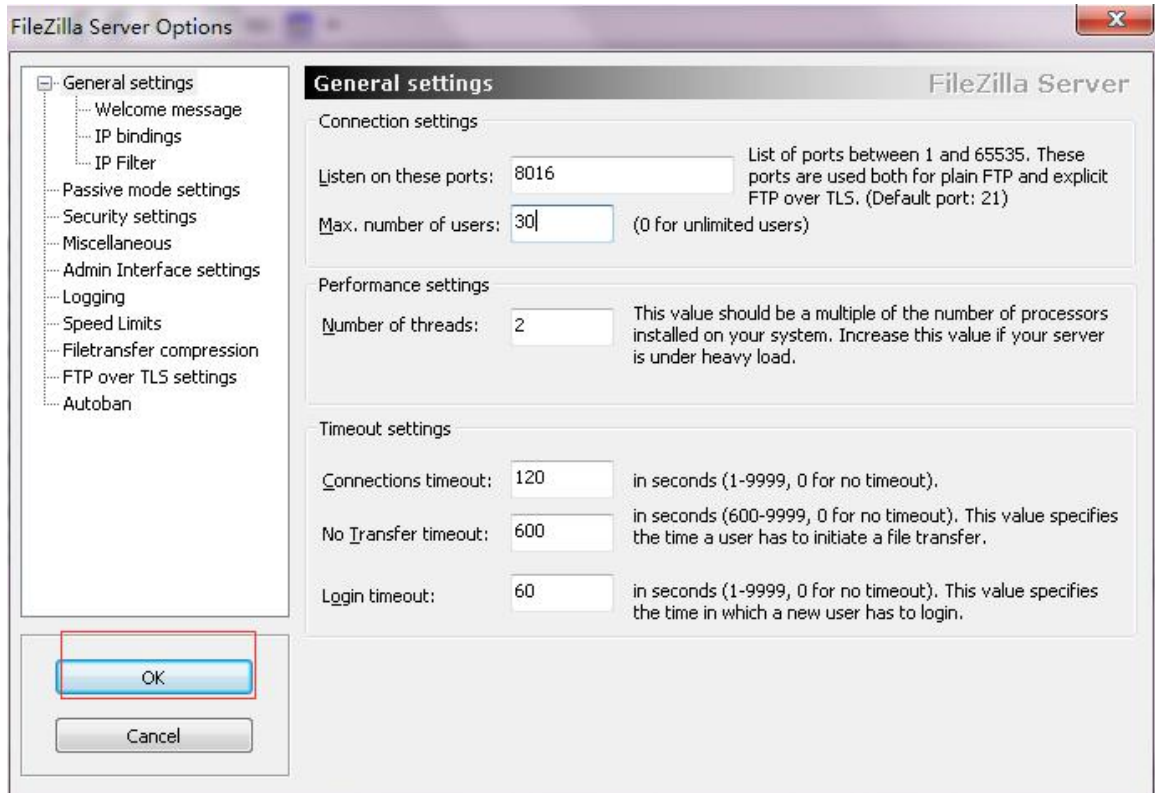 FileZilla Server Options
General settings
Welcome message
IP bindings
IP Filter
Passive mode settings
Security settings
Miscellaneous
Admin Interface settings
Logging
Speed Limits
Filetransfer compression
FTP over TLS settings
Autoban
OK
Cancel
General settings
FileZilla Server
Connection settings
Listen on these ports: 8016
List of ports between 1 and 65535. These
ports are used both for plain FTP and explicit
FTP over TLS. (Default port: 21)
Max. number of users: 30 (0 for unlimited users)
Performance settings
Number of threads: 2
This value should be a multiple of the number of processors
installed on your system. Increase this value if your server
is under heavy load.
Timeout settings
Connections timeout: 120 in seconds (1-9999, 0 for no timeout).
No Transfer timeout: 600
in seconds (600-9999, 0 for no timeout). This value specifies
the time a user has to initiate a file transfer.
Login timeout: 60
in seconds (1-9999, 0 for no timeout). This value specifies
the time in which a new user has to login.